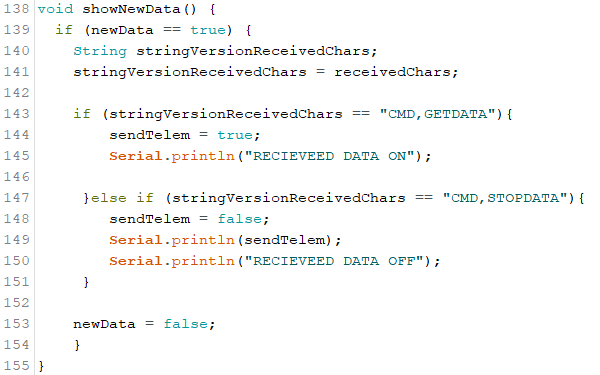 138 void showNewData() {
139   if (newData == true) {
140     String stringVersionReceivedChars;
141     stringVersionReceivedChars = receivedChars;
142
143     if (stringVersionReceivedChars == "CMD,GETDATA"){
144         sendTelem = true;
145         Serial.println("RECIEVEED DATA ON");
146
147      }else if (stringVersionReceivedChars == "CMD,STOPDATA"){
148         sendTelem = false;
149         Serial.println(sendTelem);
150         Serial.println("RECIEVEED DATA OFF");
151      }
152
153     newData = false;
154     }
155 }